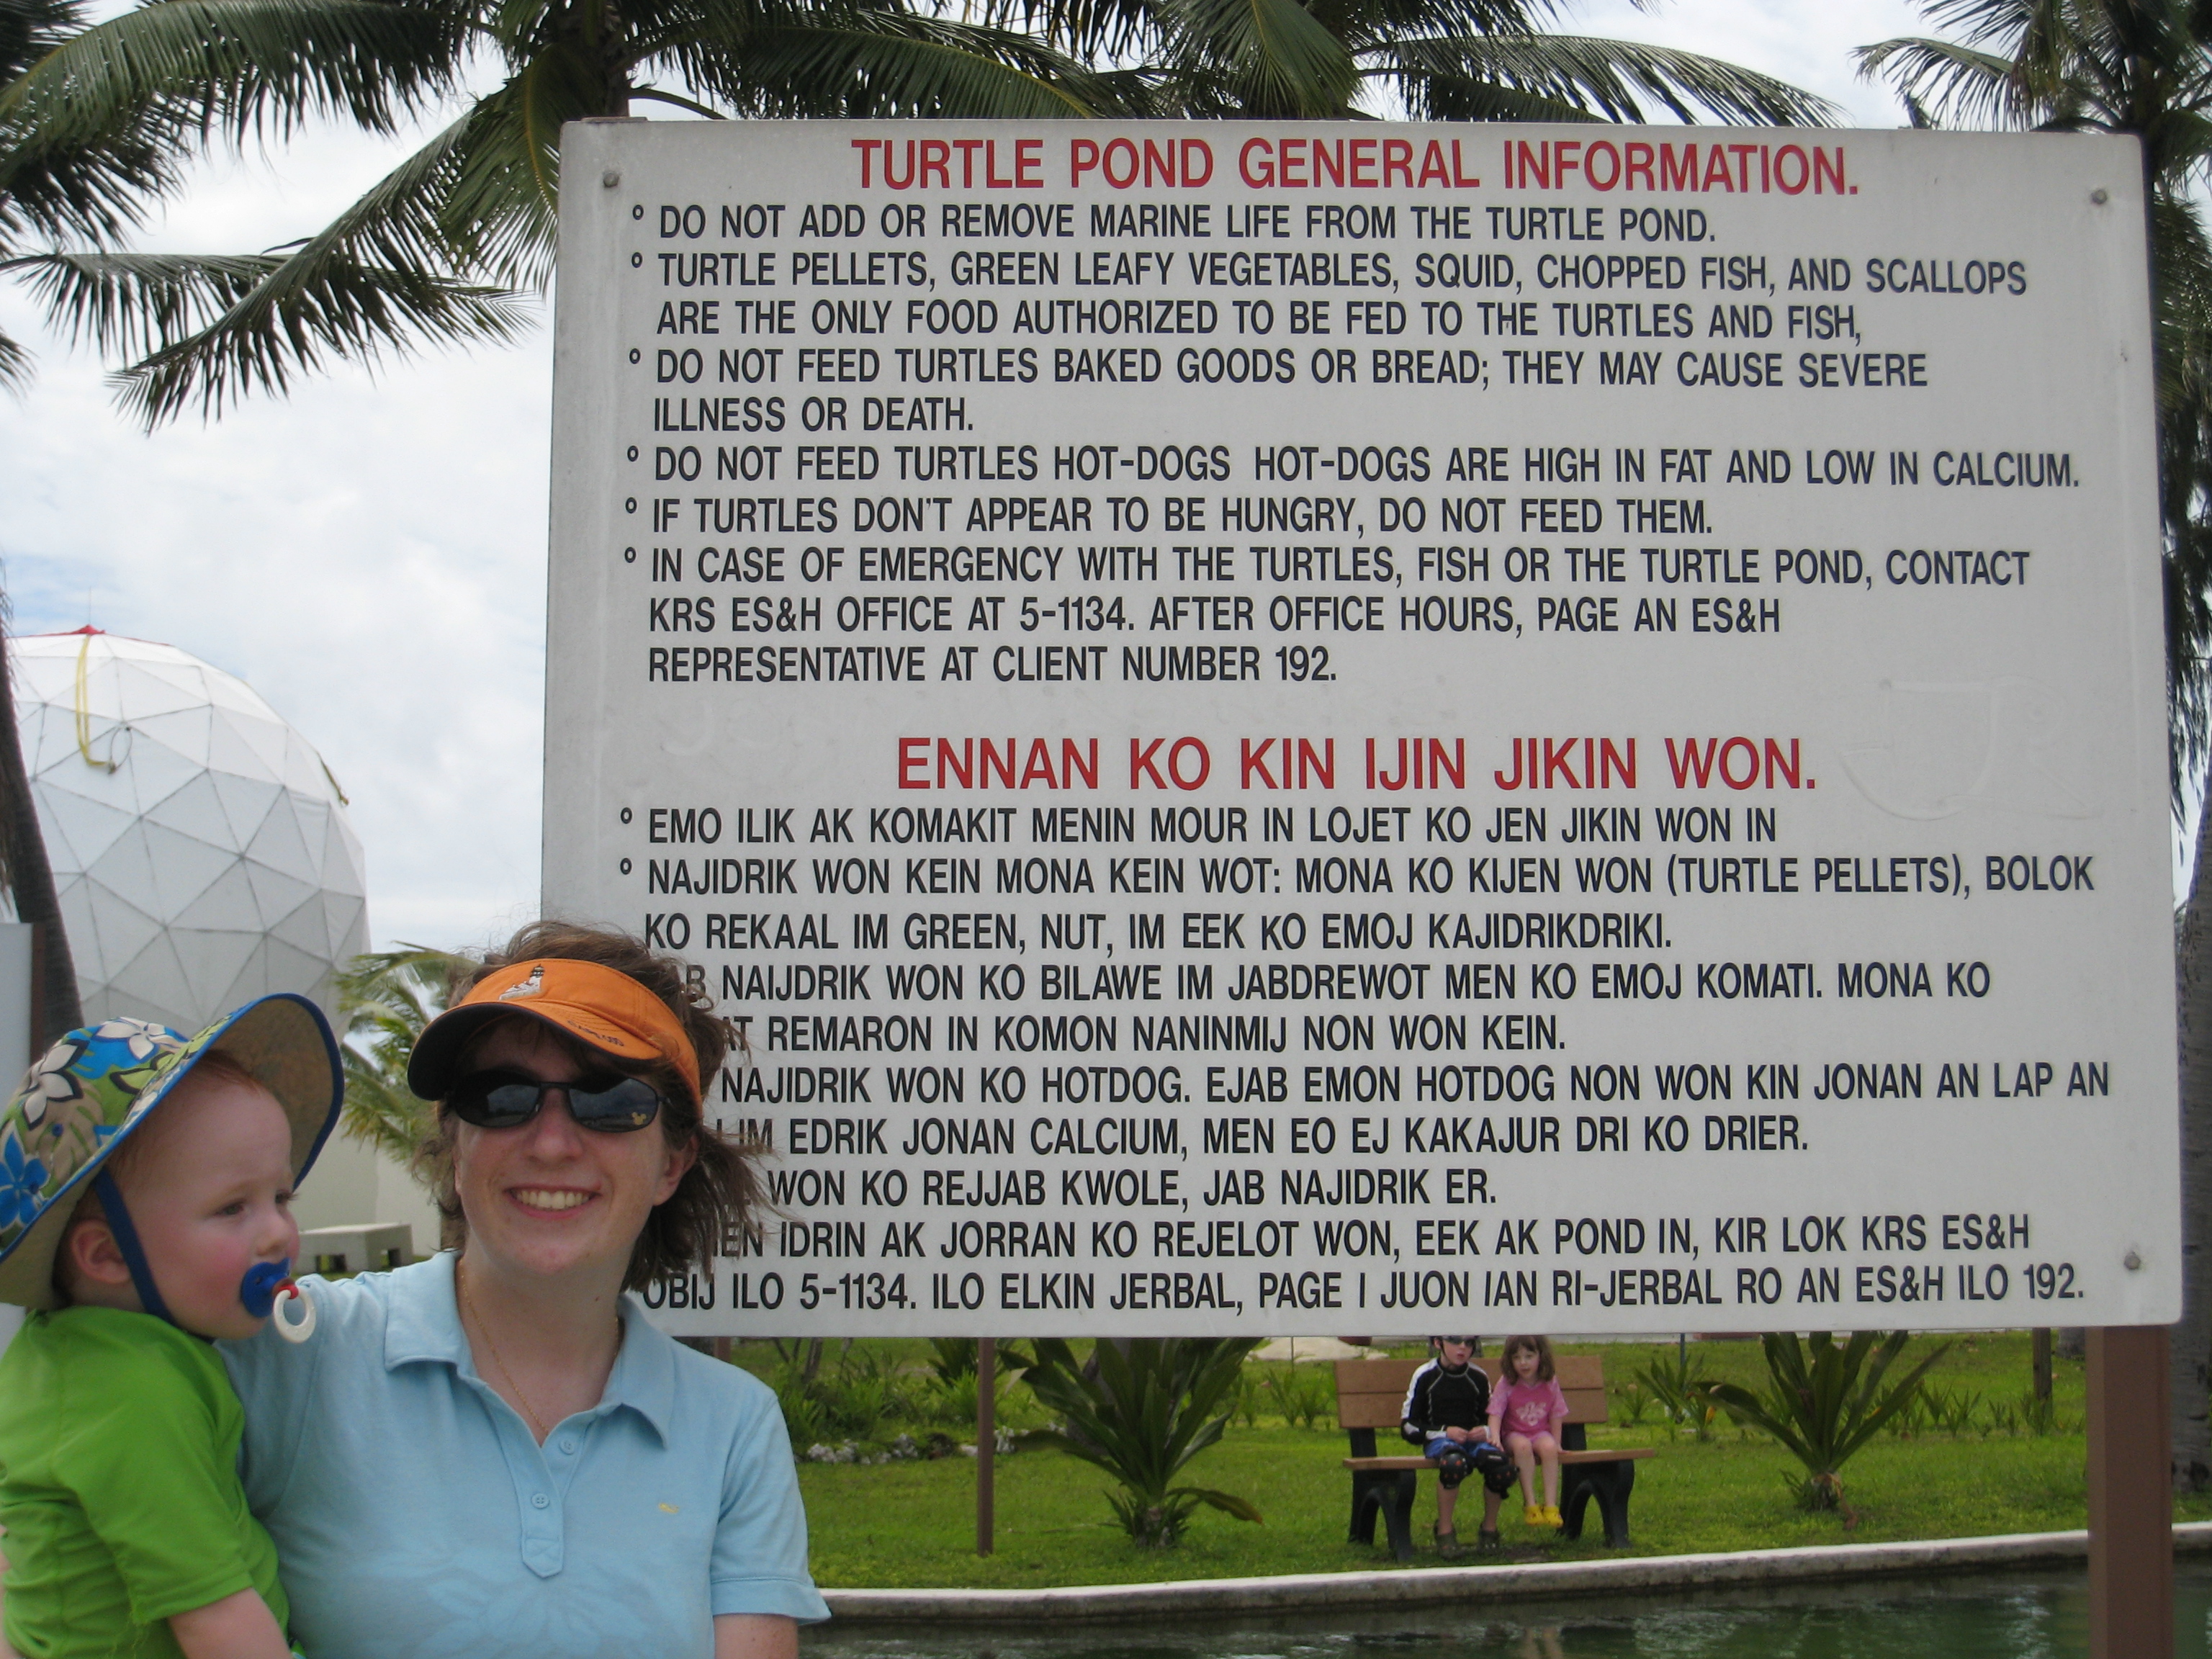 TURTLE POND GENERAL INFORMATION.
° DO NOT ADD OR REMOVE MARINE LIFE FROM THE TURTLE POND.
° TURTLE PELLETS, GREEN LEAFY VEGETABLES, SQUID, CHOPPED FISH, AND SCALLOPS
ARE THE ONLY FOOD AUTHORIZED TO BE FED TO THE TURTLES AND FISH,
° DO NOT FEED TURTLES BAKED GOODS OR BREAD; THEY MAY CAUSE SEVERE
ILLNESS OR DEATH.
° DO NOT FEED TURTLES HOT-DOGS HOT-DOGS ARE HIGH IN FAT AND LOW IN CALCIUM.
° IF TURTLES DON'T APPEAR TO BE HUNGRY, DO NOT FEED THEM.
° IN CASE OF EMERGENCY WITH THE TURTLES, FISH OR THE TURTLE POND, CONTACT
KRS ES&H OFFICE AT 5-1134. AFTER OFFICE HOURS, PAGE AN ES&H
REPRESENTATIVE AT CLIENT NUMBER 192.
ENNAN KO KIN IJIN JIKIN WON.
° EMO ILIK AK KOMAKIT MENIN MOUR IN LOJET KO JEN JIKIN WON IN
° NAJIDRIK WON KEIN MONA KEIN WOT: MONA KO KIJEN WON (TURTLE PELLETS), BOLOK
KO REKAAL IM GREEN, NUT, IM EEK KO EMOJ KAJIDRIKDRIKI.
NAIJDRIK WON KO BILAWE IM JABDREWOT MEN KO EMOJ KOMATI. MONA KO
REMARON IN KOMON NANINMIJ NON WON KEIN.
NAJIDRIK WON KO HOTDOG. EJAB EMON HOTDOG NON WON KIN JONAN AN LAP AN
IM EDRIK JONAN CALCIUM, MEN EO EJ KAKAJUR DRI KO DRIER.
WON KO REJJAB KWOLE, JAB NAJIDRIK ER.
IDRIN AK JORRAN KO REJELOT WON, EEK AK POND IN, KIR LOK KRS ES&H
OBIJ ILO 5-1134. ILO ELKIN JERBAL, PAGE I JUON IAN RI-JERBAL RO AN ES&H ILO 192.